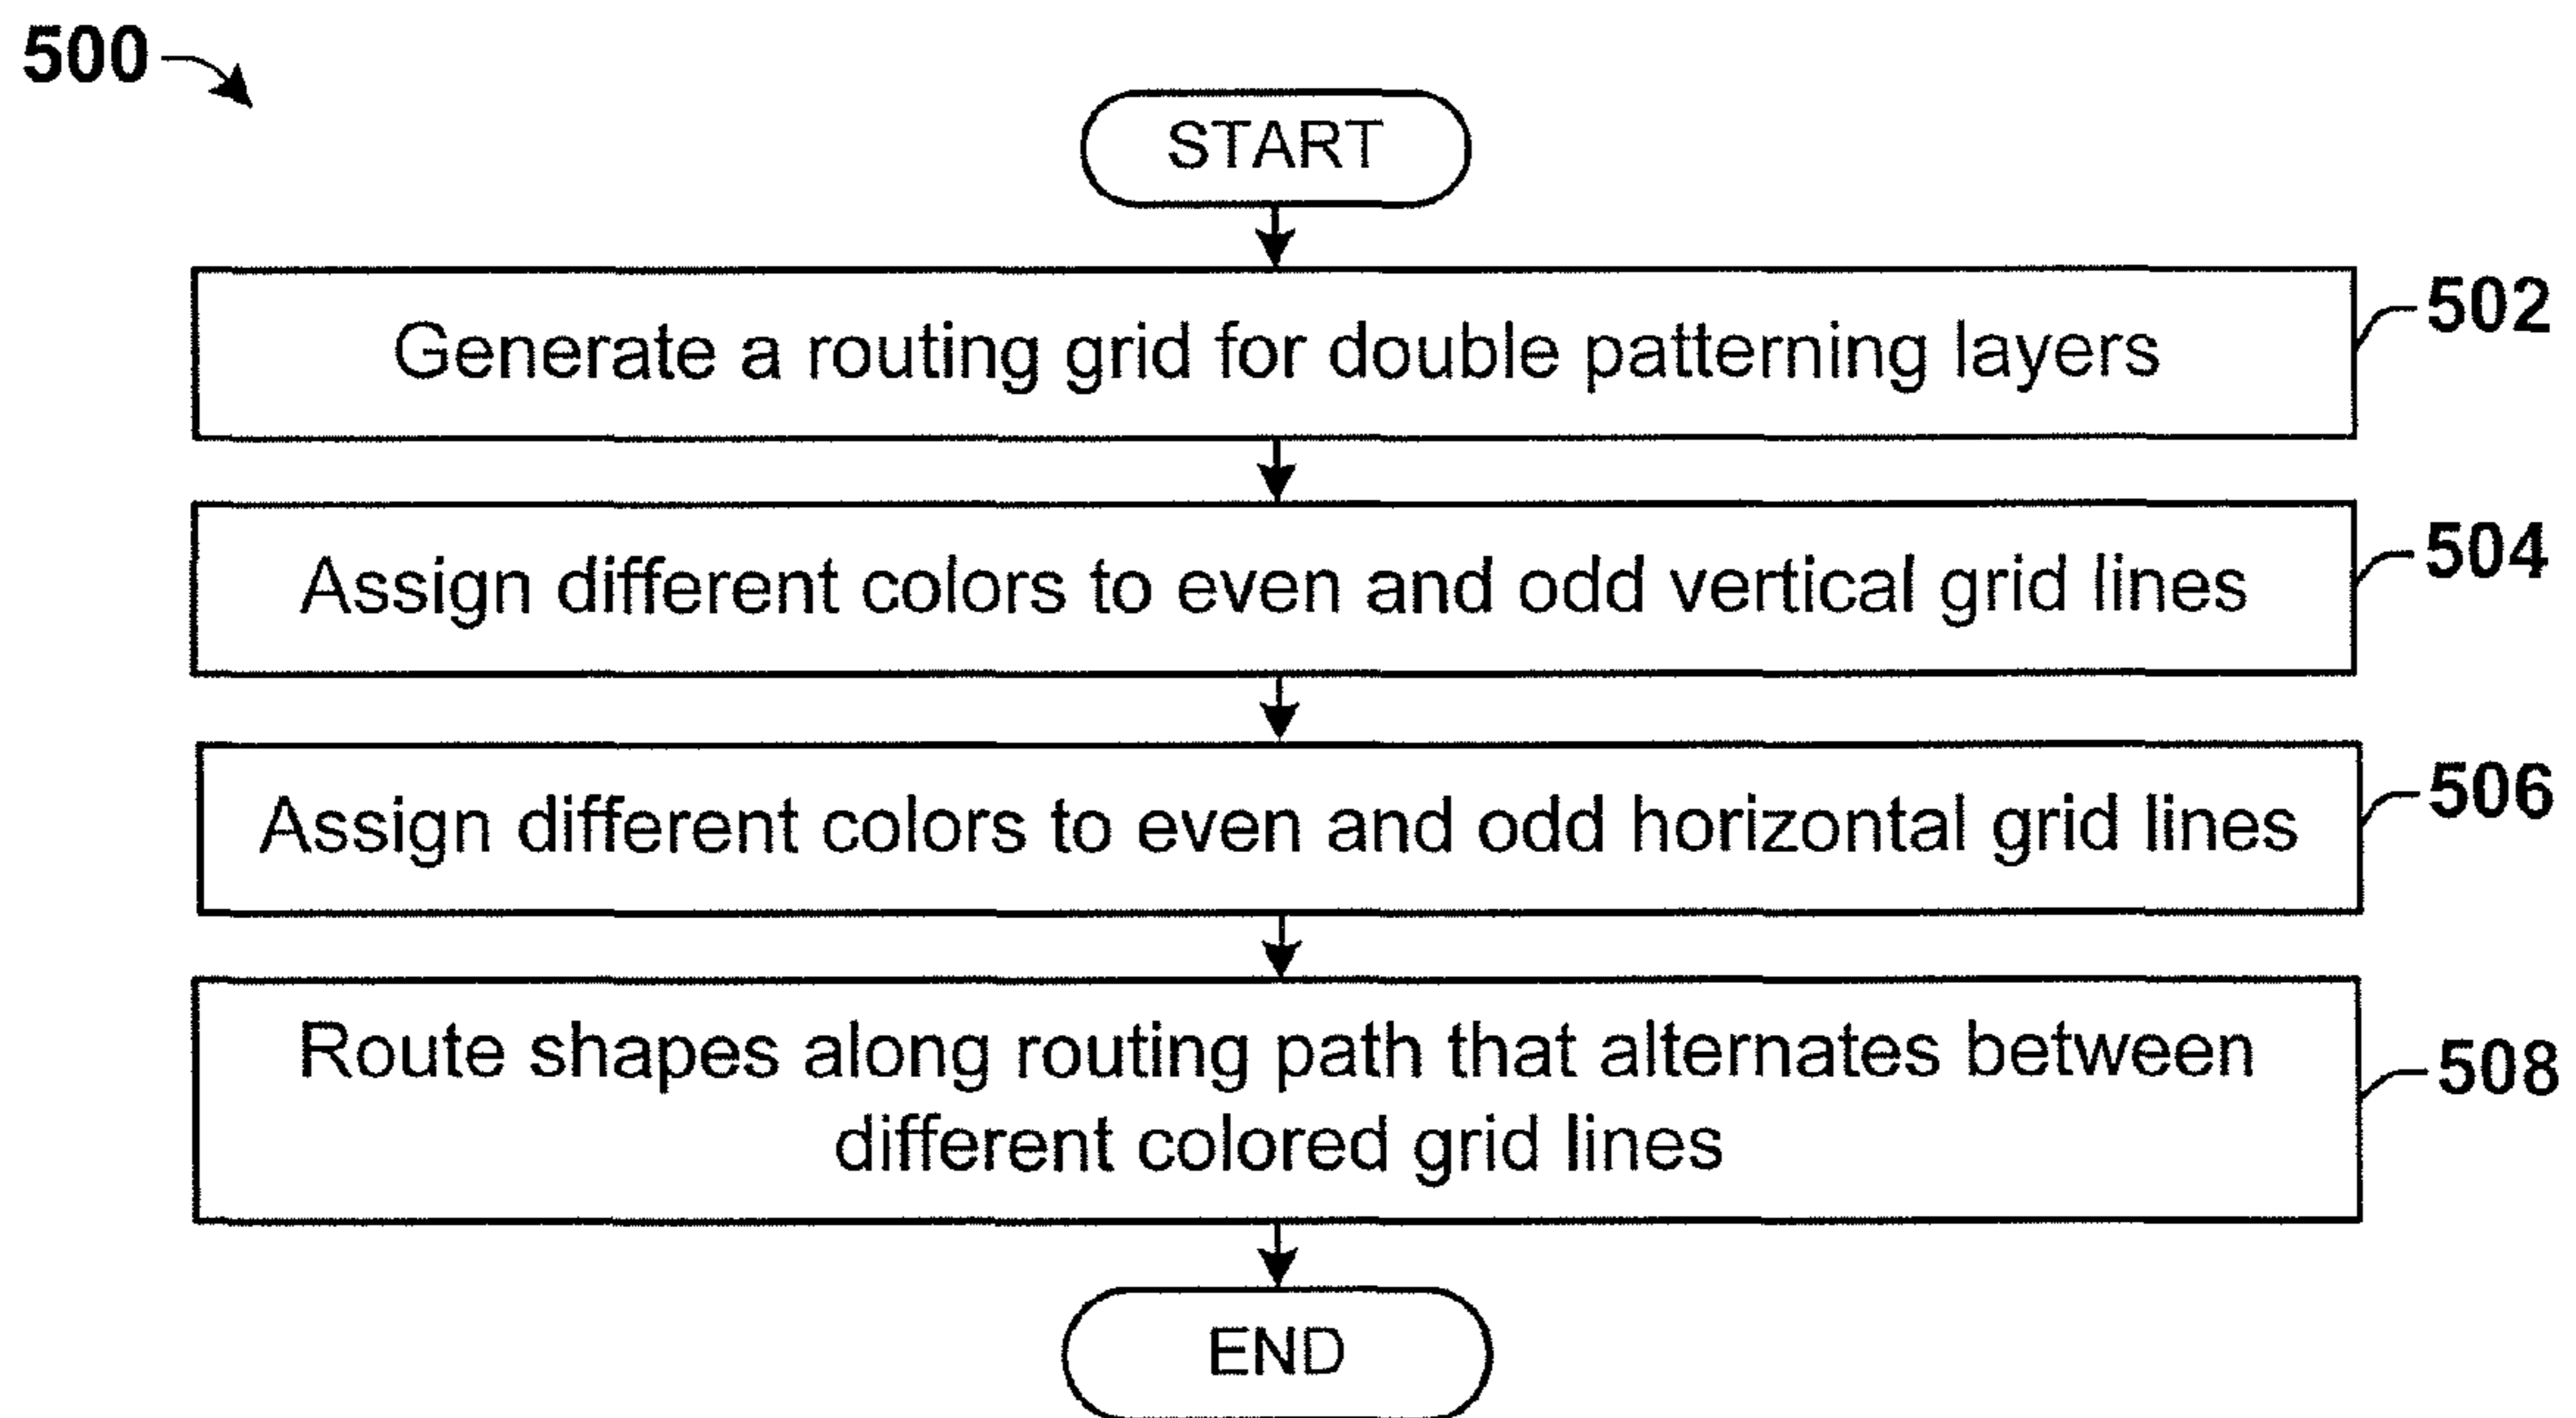 500
START
Generate a routing grid for double patterning layers
502
Assign different colors to even and odd vertical grid lines
504
Assign different colors to even and odd horizontal grid lines
506
Route shapes along routing path that alternates between
different colored grid lines
508
END